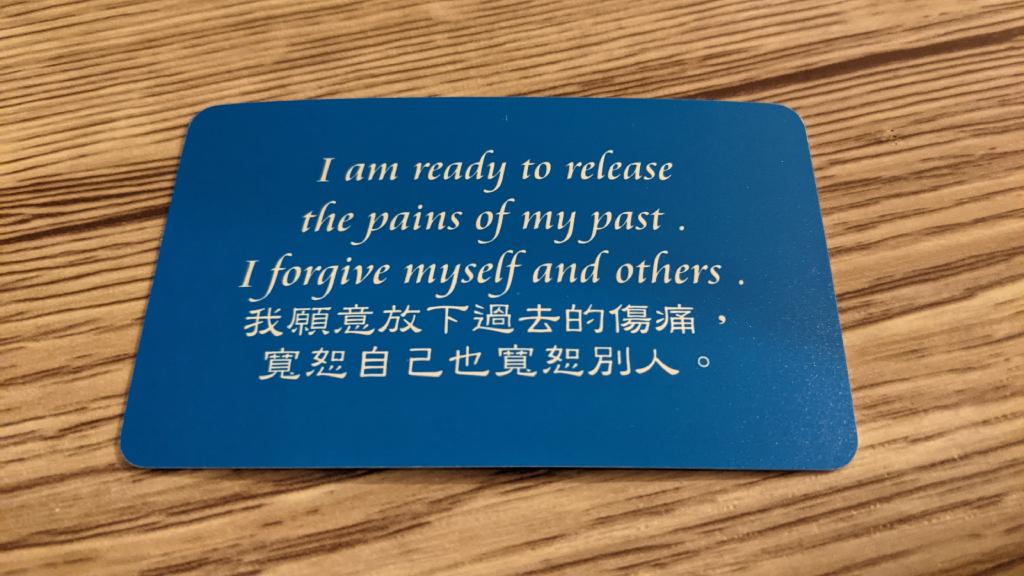 I am ready to release
the pains of my past .
I forgive myself and others .
我願意放下過去的傷痛，
寬恕自己也寬恕別人。